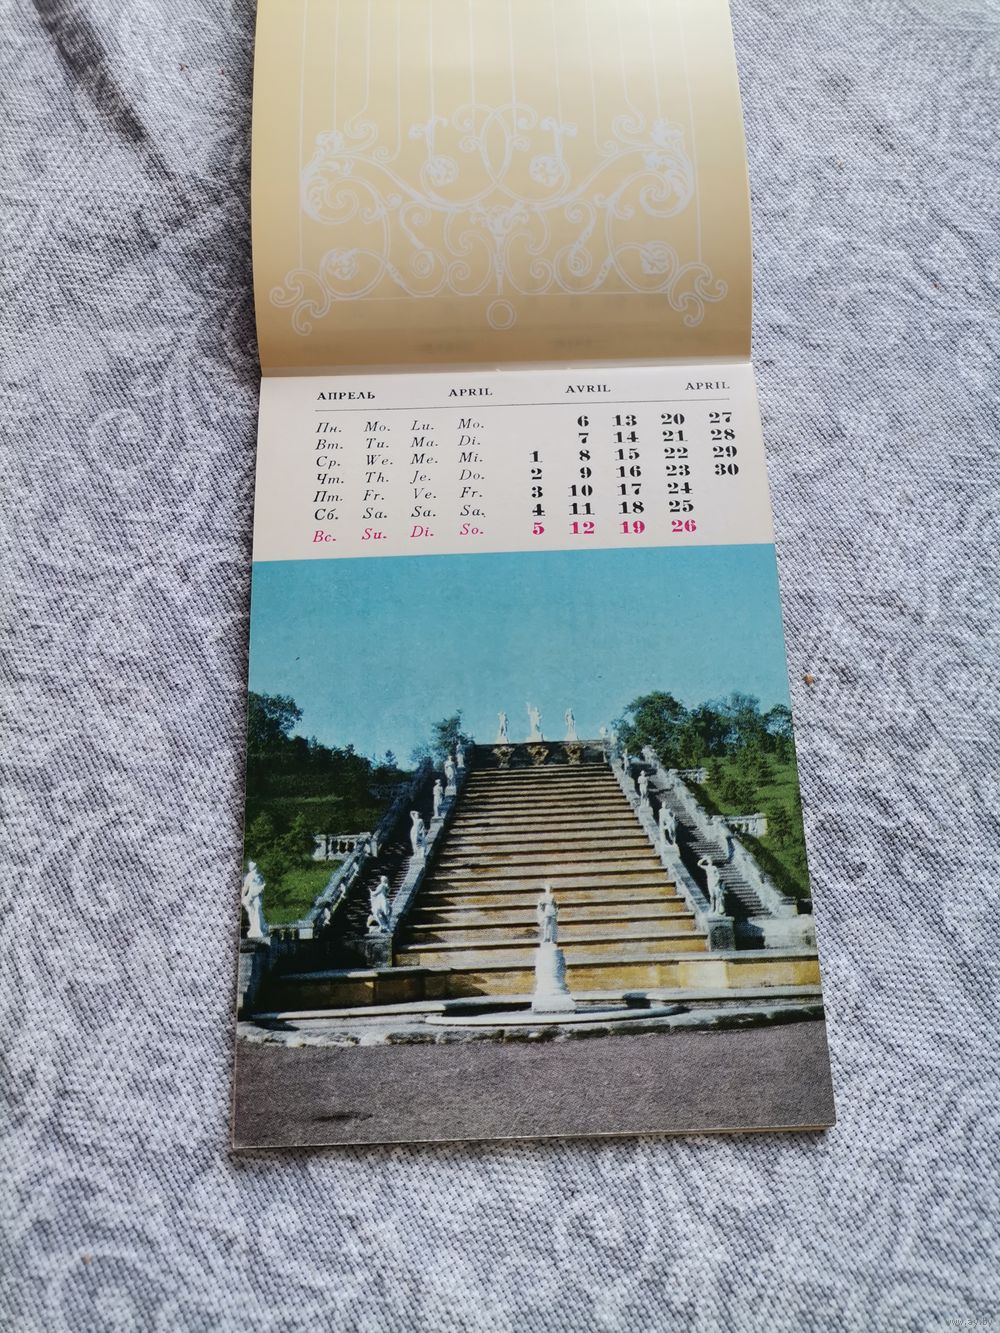 АПРЕЛЬ APRIL AVRIL APRIL
Пн. Mo. Lu. Mo. 6 13 20 27
Вт. Tu. Ma. Di. 7 14 21 28
Ср. We. Me. Mi. 1 8 15 22 29
Чт. Th. Je. Do. 2 9 16 23 30
Пт. Fr. Ve. Fr. 3 10 17 24
Сб. Sa. Sa. Sa. 4 11 18 25
Вс. Su. Di. So. 5 12 19 26
www.ay.by